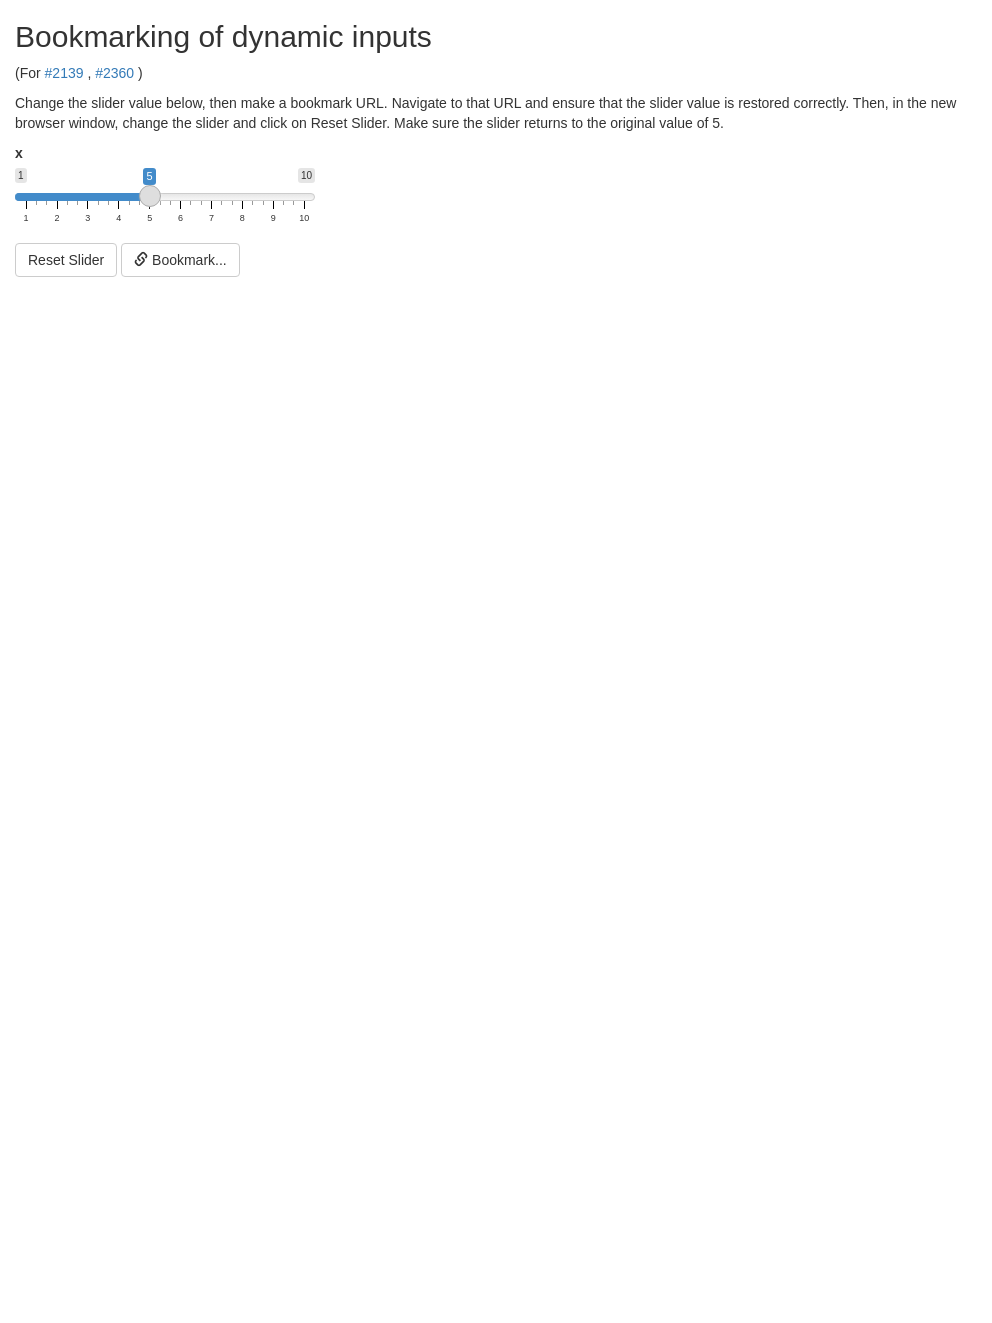 Bookmarking of dynamic inputs
(For #2139 , #2360 )
Change the slider value below, then make a bookmark URL. Navigate to that URL and ensure that the slider value is restored correctly. Then, in the new
browser window, change the slider and click on Reset Slider. Make sure the slider returns to the original value of 5.
x
1 5 10
1 2 3 4 5 6 7 8 9 10
Reset Slider Bookmark...